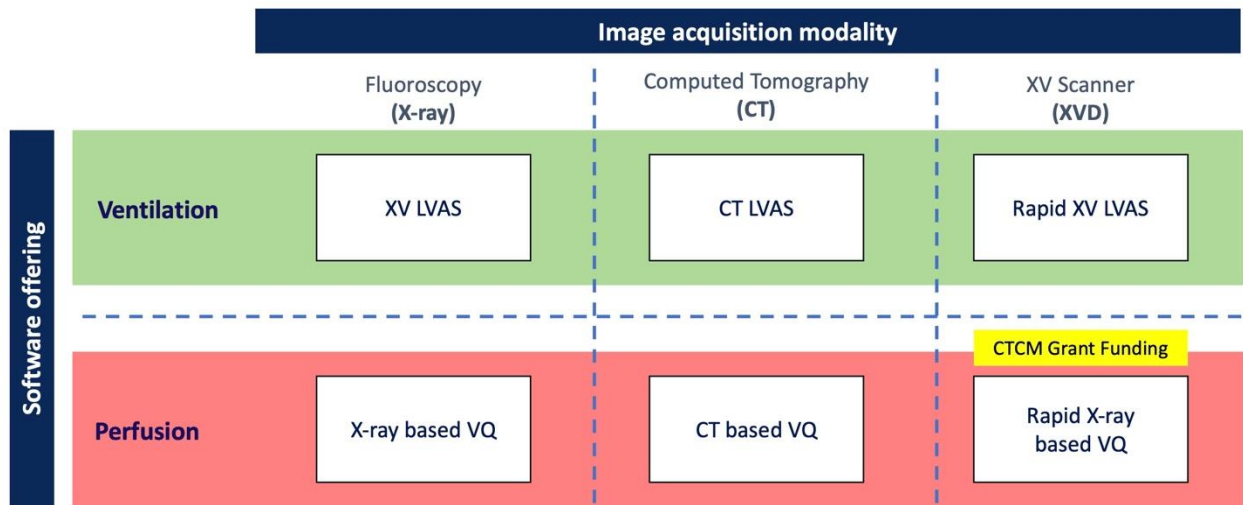 Image acquisition modality
Fluoroscopy
(X-ray)
Computed Tomography
(CT)
XV Scanner
(XVD)
Software offering
Ventilation
XV LVAS
CT LVAS
Rapid XV LVAS
CTCM Grant Funding
Perfusion
X-ray based VQ
CT based VQ
Rapid X-ray
based VQ